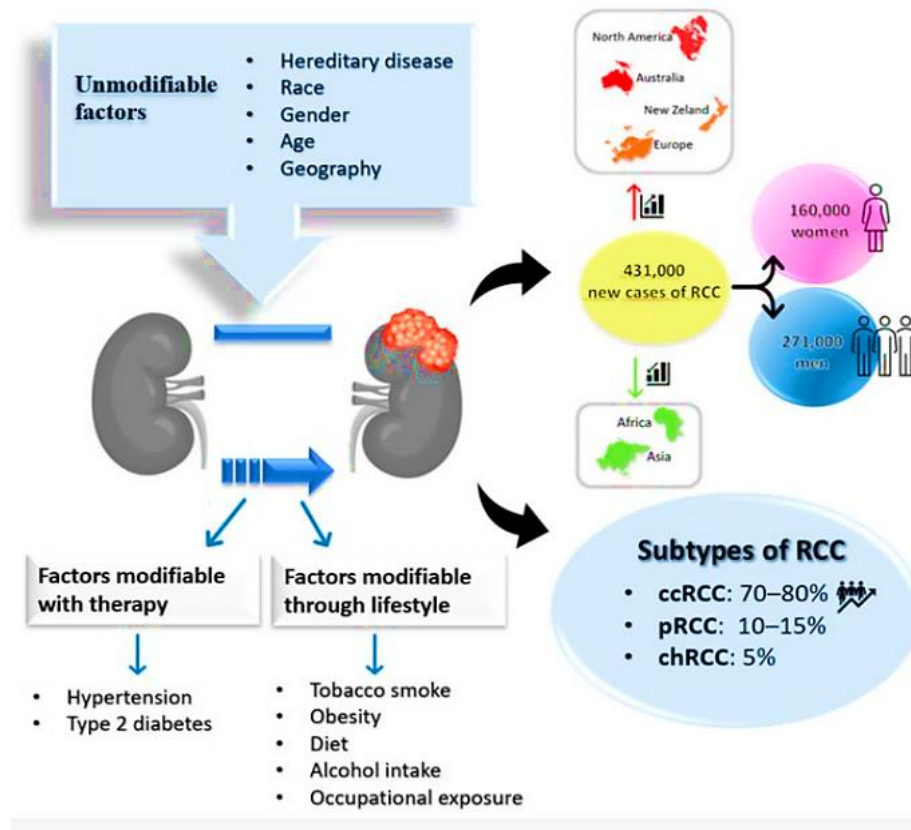 Unmodifiable
factors
• Hereditary disease
• Race
• Gender
• Age
• Geography
North America
Australia
New Zeland
Europe
431,000
new cases of RCC
160,000
women
271,000
men
Africa
Asia
Factors modifiable
with therapy
• Hypertension
• Type 2 diabetes
Factors modifiable
through lifestyle
• Tobacco smoke
• Obesity
• Diet
• Alcohol intake
• Occupational exposure
Subtypes of RCC
• ccRCC: 70–80%
• pRCC: 10–15%
• chRCC: 5%